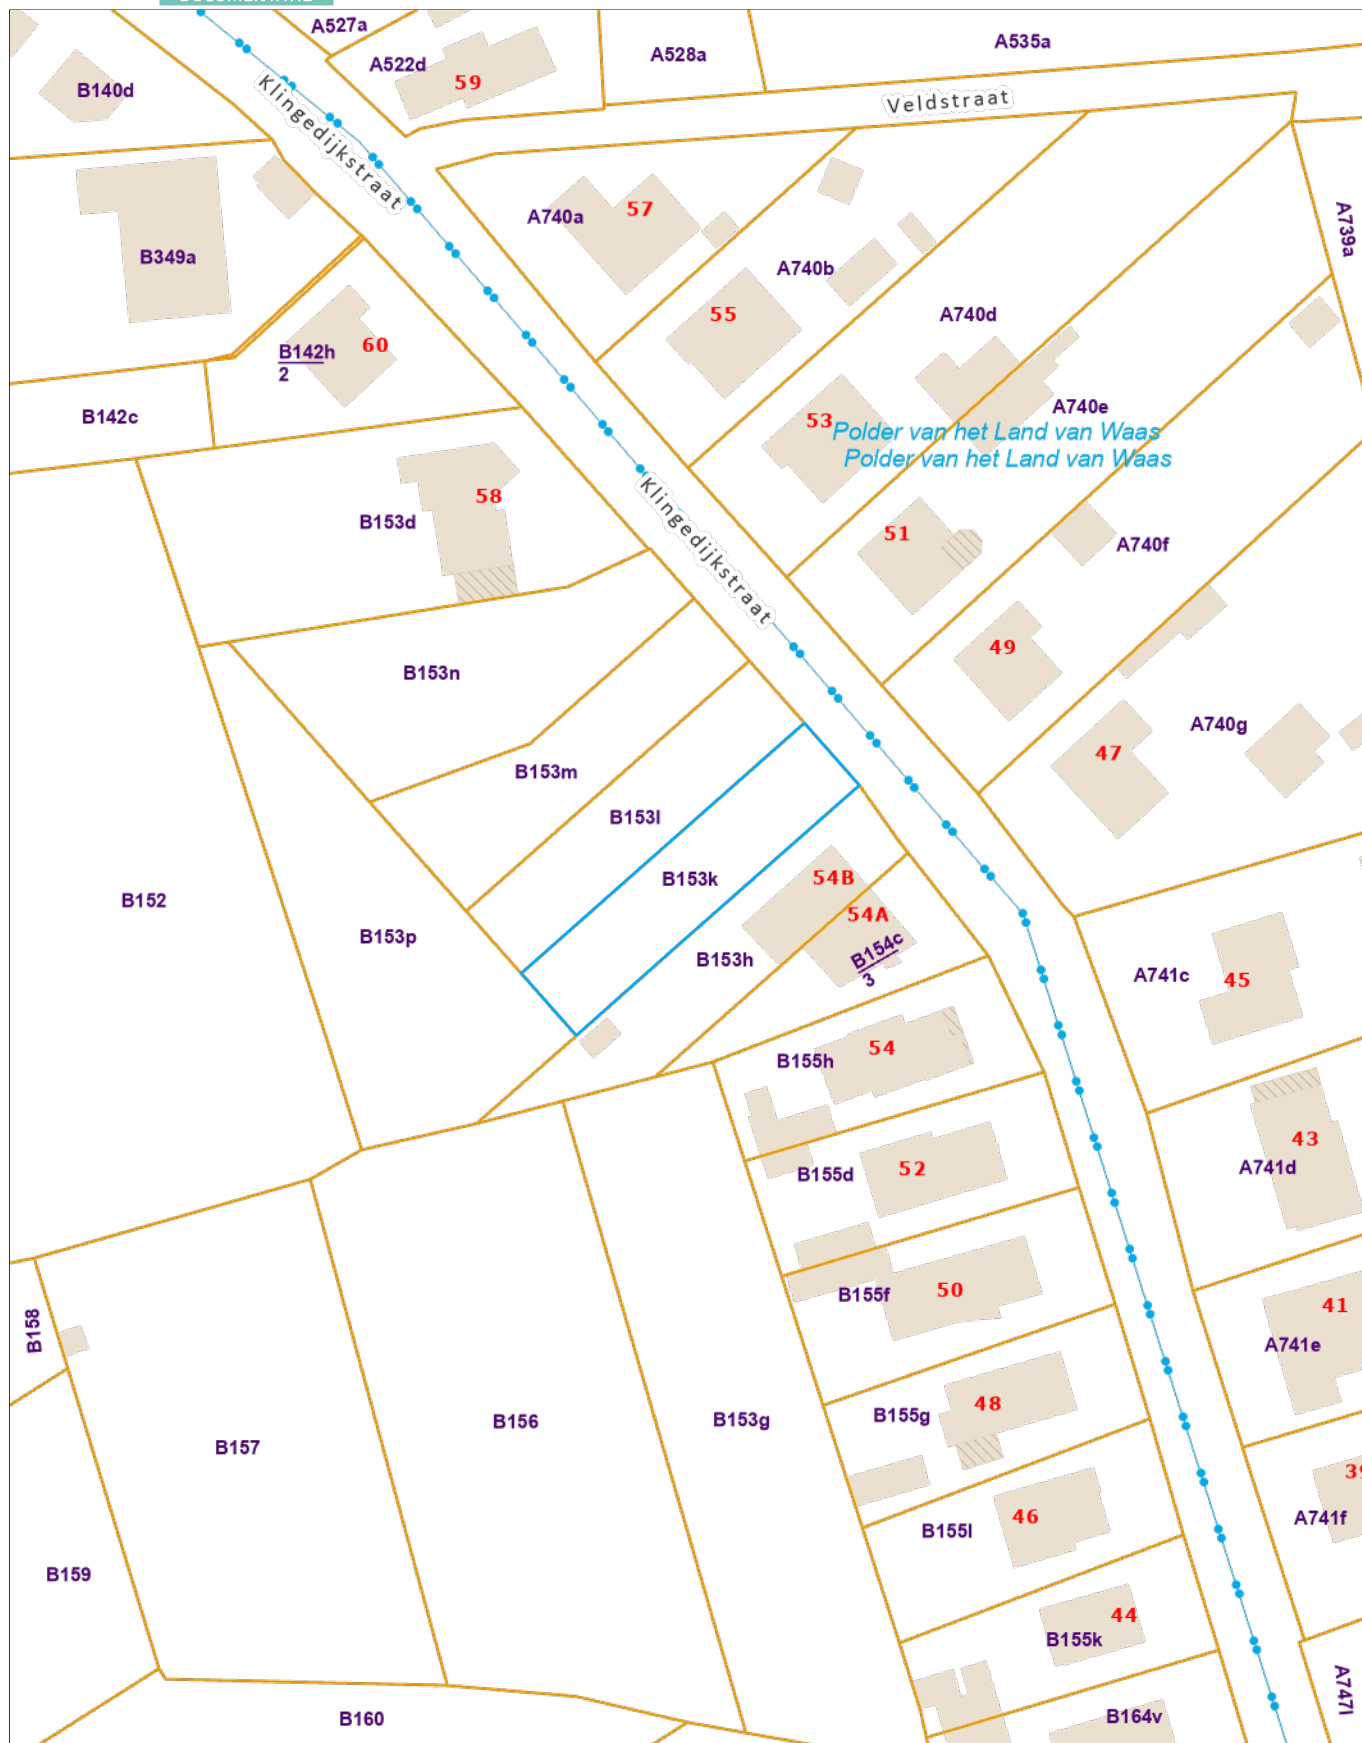 A527a
A535a
A528a
A522d
59
B140d
Veldstraat
Klingedijkstraat
A740a
57
A739a
B349a
A740b
55
A740d
B142h
2
60
A740e
B142c
53
Polder van het Land van Waas
Polder van het Land van Waas
58
B153d
51
A740f
Klingedijkstraat
49
B153n
A740g
47
B153m
B153l
B153k
54B
B152
54A
B153p
B153h
B154c
3
A741c
45
54
B155h
43
52
B155d
A741d
50
B155f
41
B158
A741e
48
B155g
B156
B153g
B157
39
46
A741f
B155l
B159
44
B155k
A747l
B164v
B160